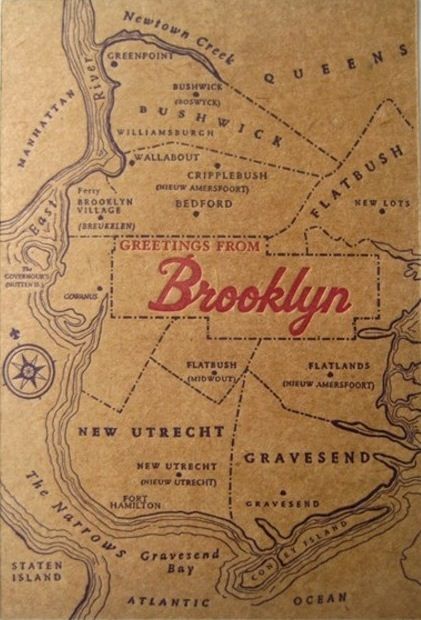 Newtown Creek
GREENPOINT
QUEENS
MANHATTAN
River
BUSHWICK
(BOSWYCK)
BUSHWICK
WILLIAMSBURGH
WALLABOUT
CRIPPLEBUSH
(NIEUW AMERSFOORT)
FLATBUSH
Ferry
BROOKLYN
VILLAGE
(BREUKELEN)
BEDFORD
NEW LOTS
East
GREETINGS FROM
Brooklyn
The
GOVERNOUR'S
(NUTTEN IS.)
GOWANUS
FLATBUSH
(MIDWOUT)
FLATLANDS
(NIEUW AMERSFOORT)
NEW UTRECHT
GRAVESEND
NEW UTRECHT
(NIEUW UTRECHT)
FORT
HAMILTON
GRAVESEND
The Narrows
CONEY ISLAND
Gravesend
Bay
STATEN
ISLAND
ATLANTIC OCEAN